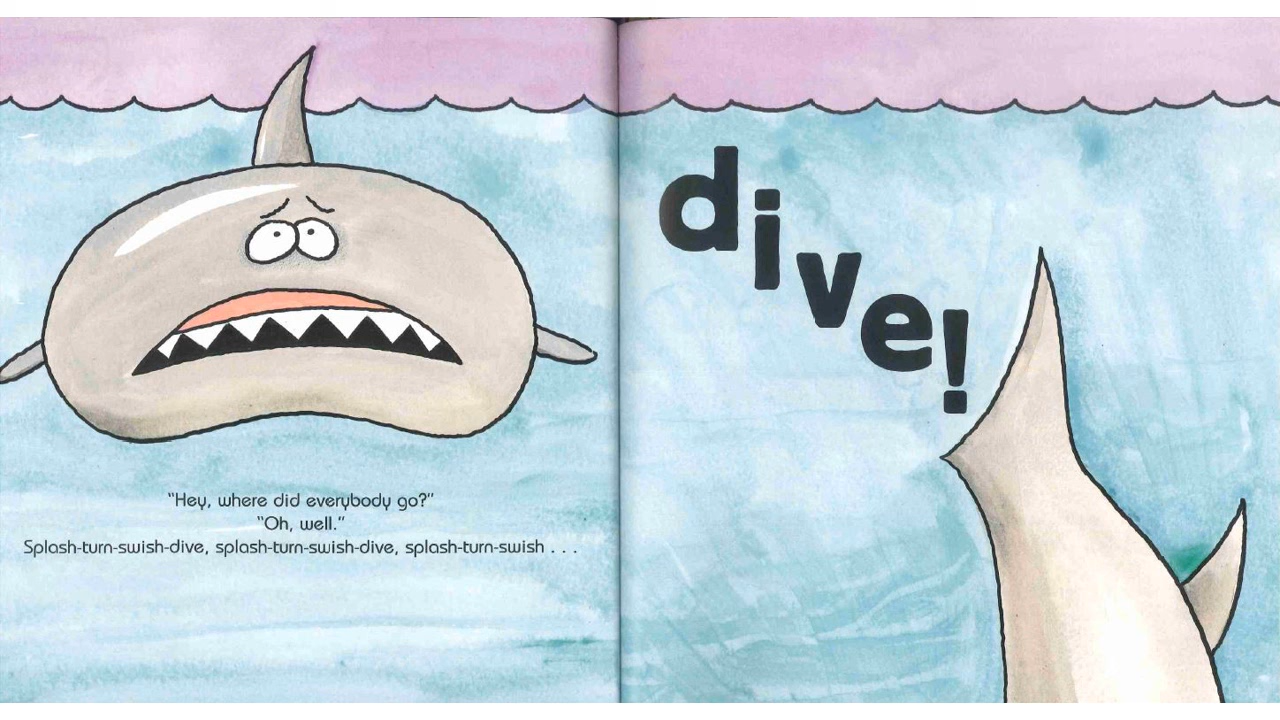 "Hey, where did everybody go?"
"Oh, well."
Splash-turn-swish-dive, splash-turn-swish-dive, splash-turn-swish . . .
dive!